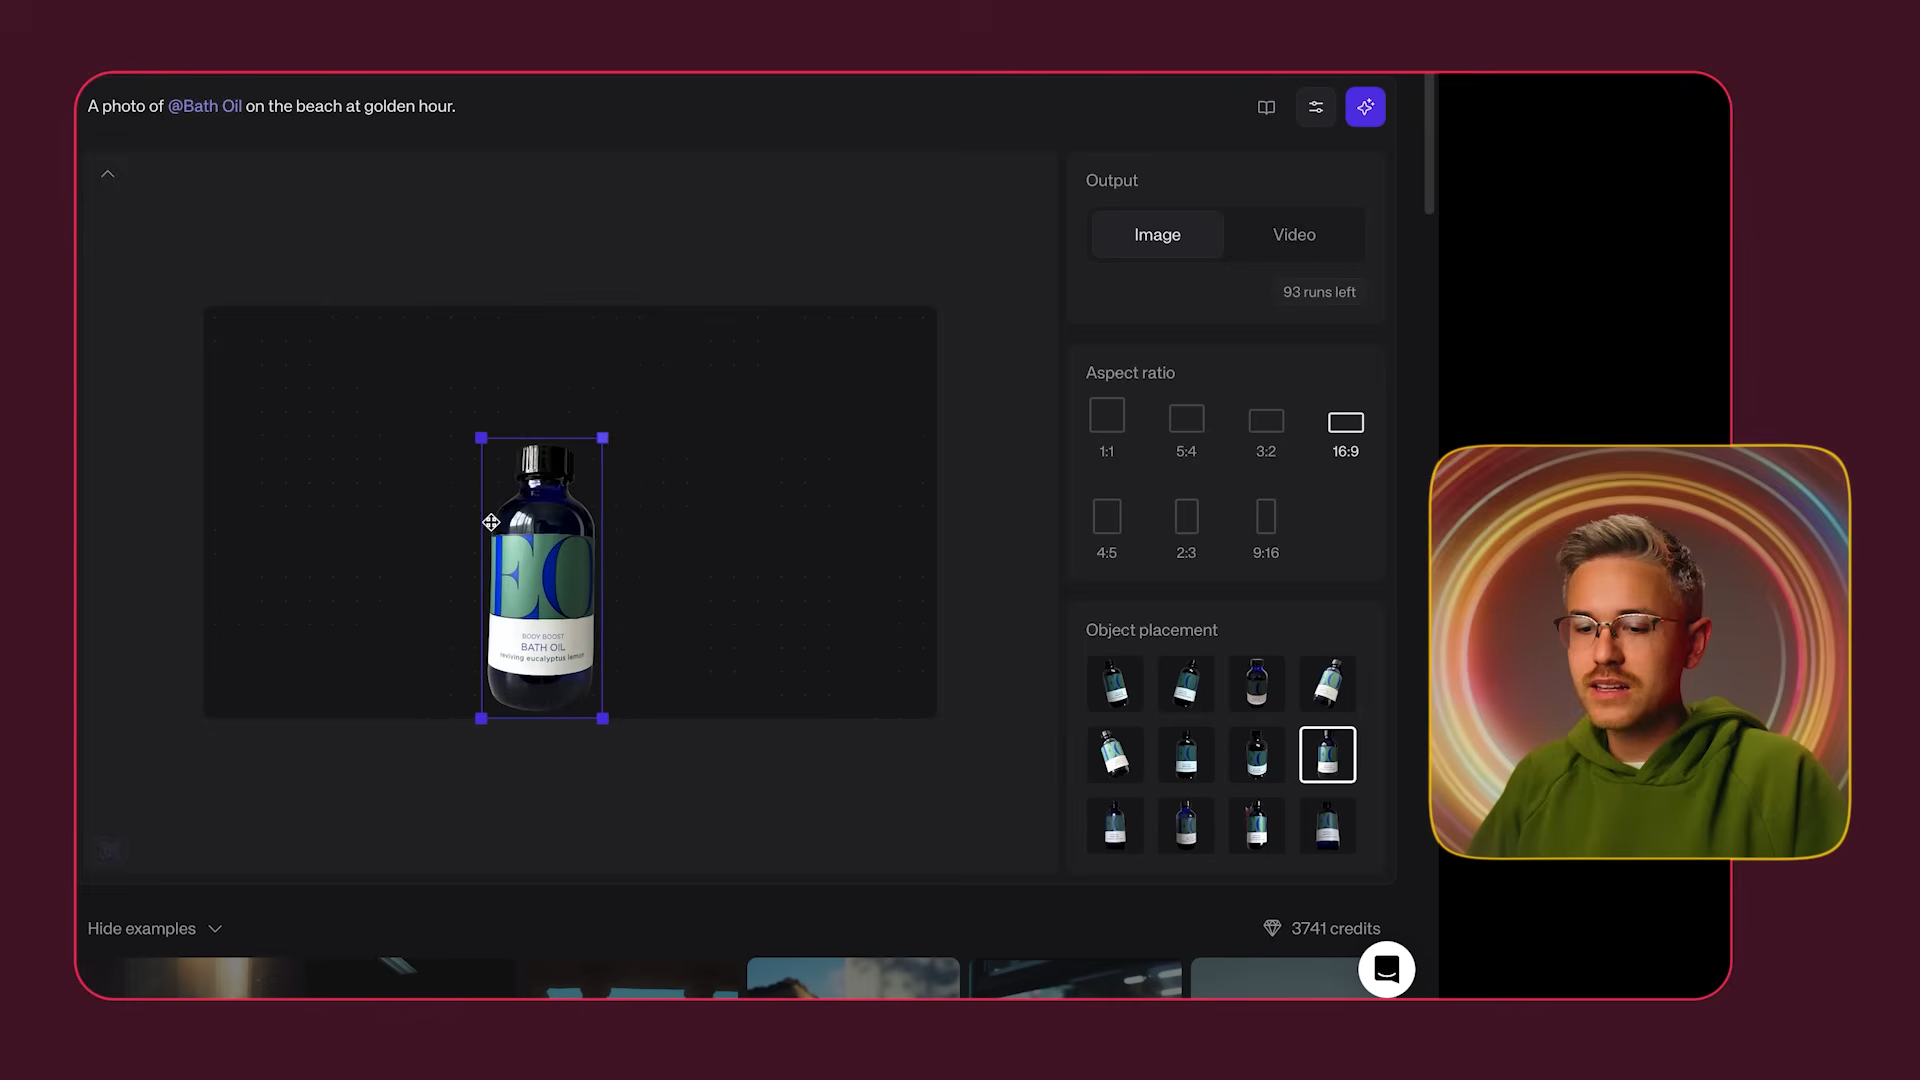 A photo of @Bath Oil on the beach at golden hour.
Output
Image
Video
93 runs left
Aspect ratio
1:1
5:4
3:2
16:9
4:5
2:3
9:16
EO
BODY BOOST
BATH OIL
reviving eucalyptus lemon
Object placement
Hide examples
3741 credits